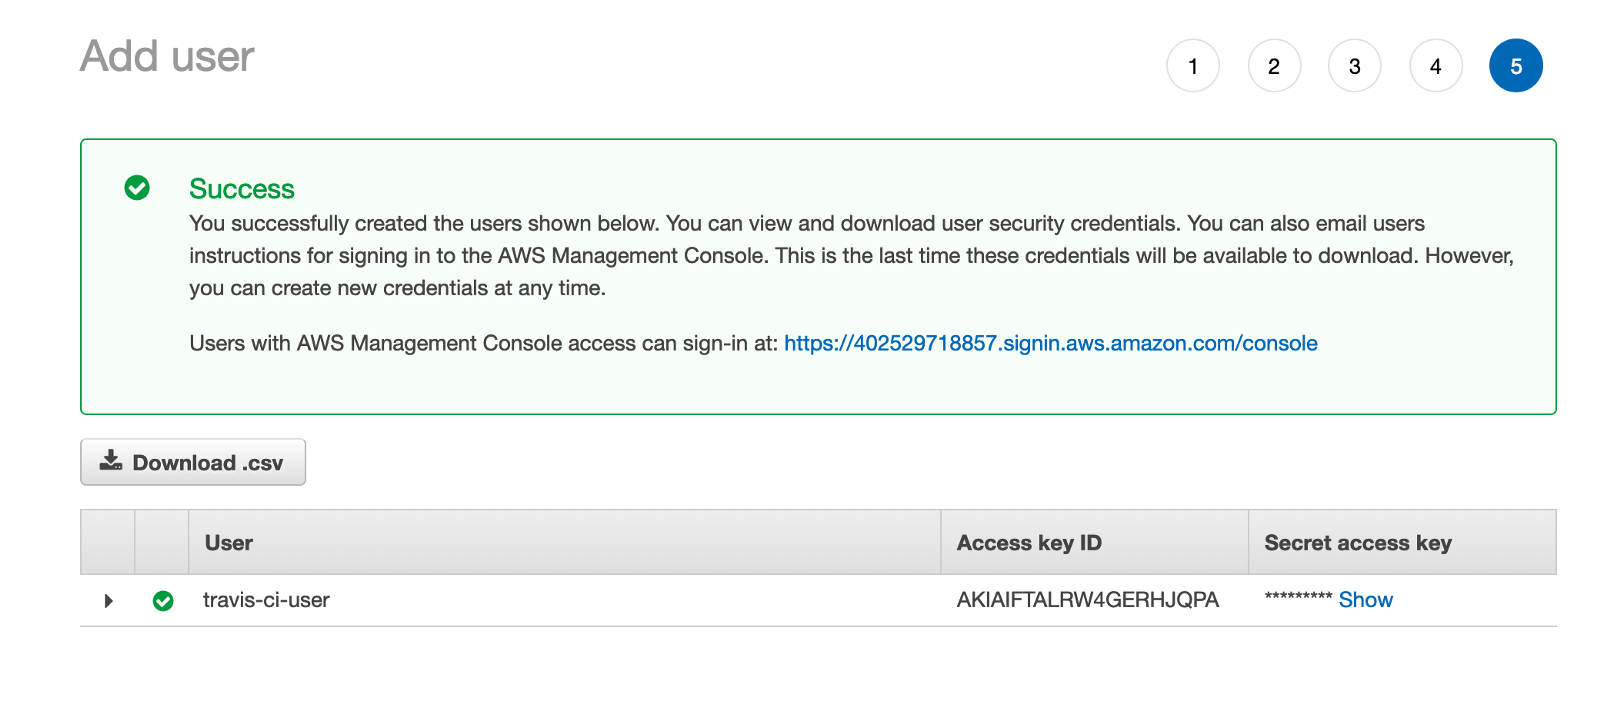 Add user
1 2 3 4 5
Success
You successfully created the users shown below. You can view and download user security credentials. You can also email users
instructions for signing in to the AWS Management Console. This is the last time these credentials will be available to download. However,
you can create new credentials at any time.
Users with AWS Management Console access can sign-in at: https://402529718857.signin.aws.amazon.com/console
Download .csv
User Access key ID Secret access key
travis-ci-user AKIAIFTALRW4GERHJQPA ********* Show